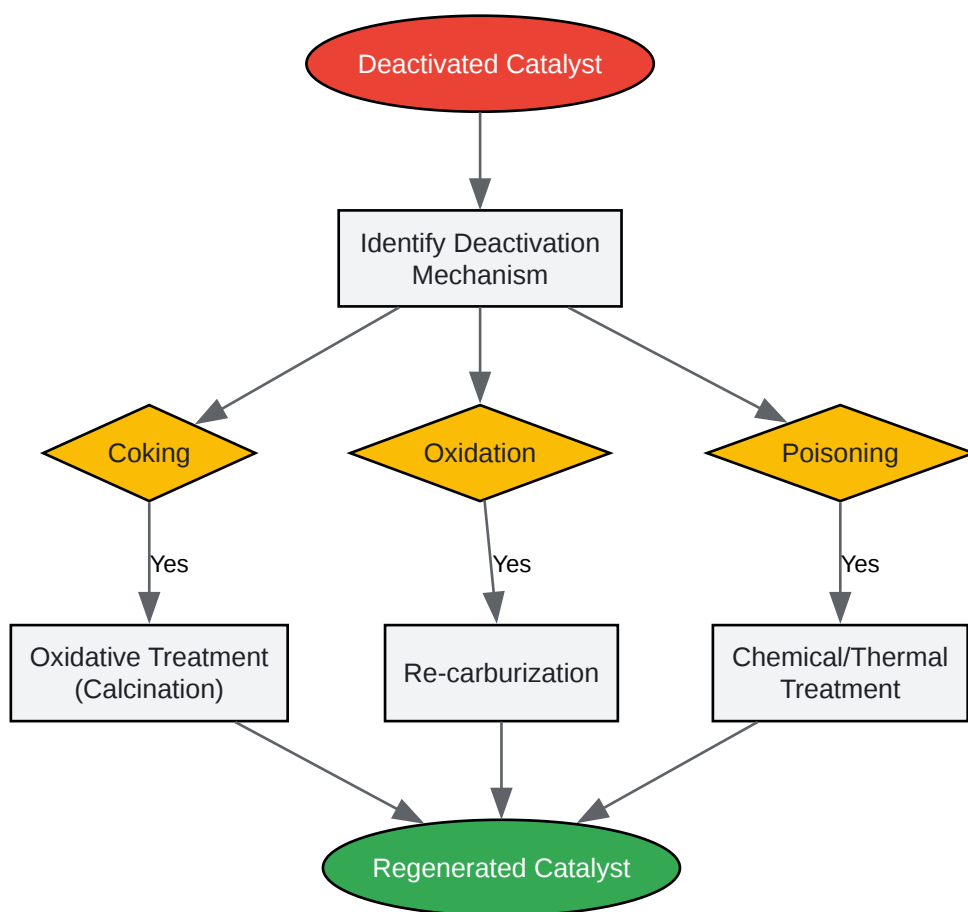 Deactivated Catalyst
Identify Deactivation
Mechanism
Coking
Oxidation
Poisoning
Yes
Yes
Yes
Oxidative Treatment
(Calcination)
Re-carburization
Chemical/Thermal
Treatment
Regenerated Catalyst